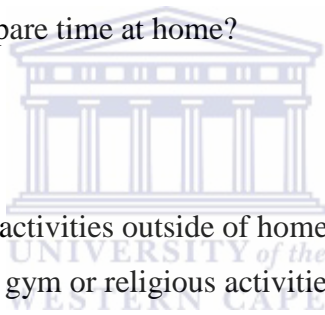 pare time at home?
activities outside of home
UNIVERSITY of the
gym or religious activitie
WESTERN CAPE